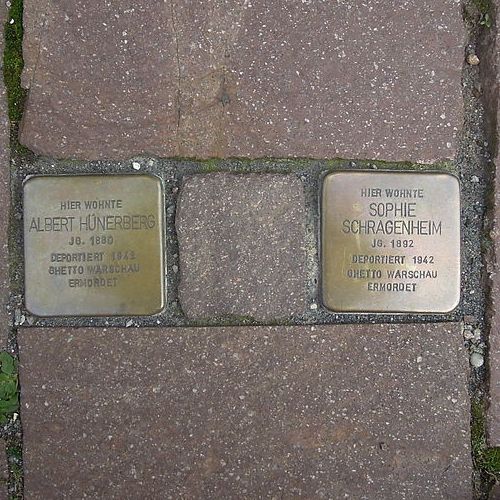 HIER WOHNTE
ALBERT HÜNERBERG
JG. 1880
DEPORTIERT 1942
GHETTO WARSCHAU
ERMORDET
HIER WOHNTE
SOPHIE
SCHRAGENHEIM
JG. 1892
DEPORTIERT 1942
GHETTO WARSCHAU
ERMORDET